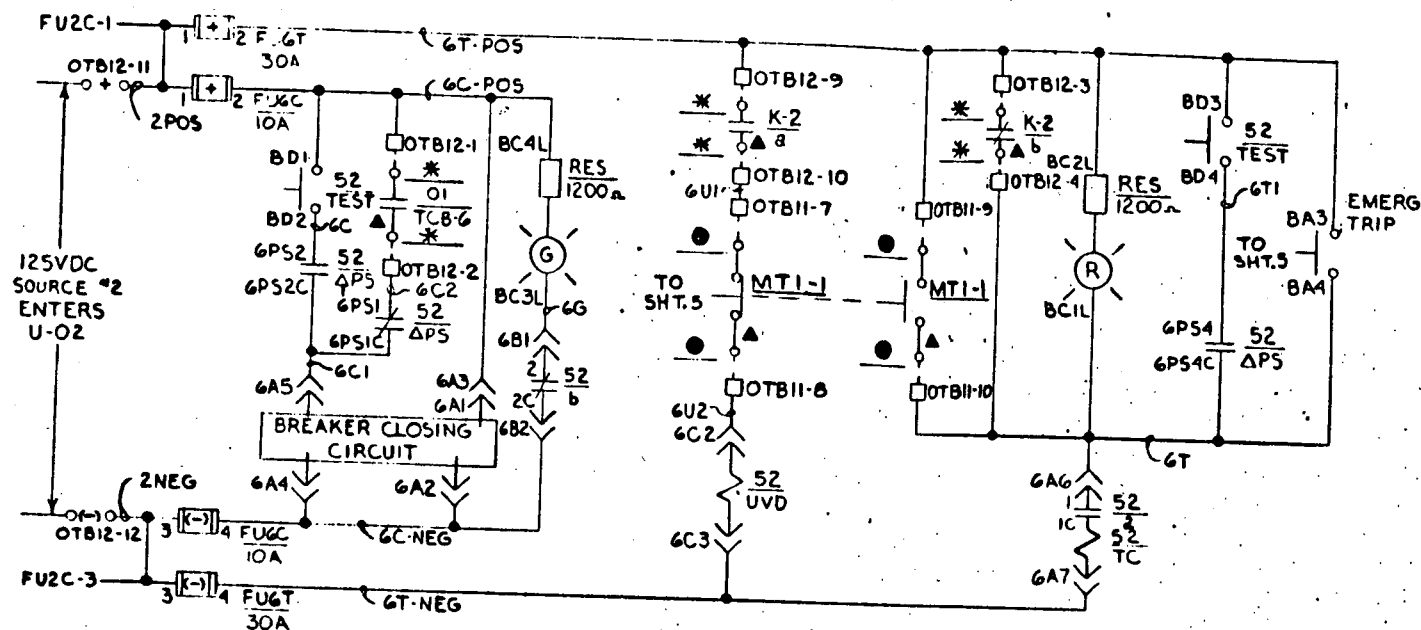 FU2C-1
1 [+] 2 FU6T
30A
6T-POS
OTB12-11
+
2POS
1 [+] 2 FU6C
10A
6C-POS
BD1
52
TEST
BD2
6C
6PS2
52
ΔPS
6PS2C
OTB12-1
*
01
TCB-6
▲
*
OTB12-2
6C2
6PS1
52
ΔPS
6PS1C
6C1
6A5
6A3
6A1
BREAKER CLOSING
CIRCUIT
6A4
6A2
BC4L
RES
1200Ω
G
BC3L
6G
6B1
2
52
b
2C
6B2
125VDC
SOURCE #2
ENTERS
U-02
2NEG
(-)
OTB12-12
3 [(-)] 4 FU6C
10A
6C-NEG
FU2C-3
3 [(-)] 4 FU6T
30A
6T-NEG
OTB12-9
*
K-2
a
*
▲
OTB12-10
6U1
OTB11-7
TO
SHT.5
MT1-1
▲
OTB11-8
6U2
6C2
52
UVD
6C3
OTB11-9
MT1-1
▲
OTB11-10
OTB12-3
*
K-2
b
*
▲
OTB12-4
BC2L
RES
1200Ω
R
BC1L
BD3
52
TEST
BD4
6T1
TO
SHT.5
6PS4
52
ΔPS
6PS4C
EMERG
TRIP
BA3
BA4
6T
6A6
1
52
a
1C
52
TC
6A7